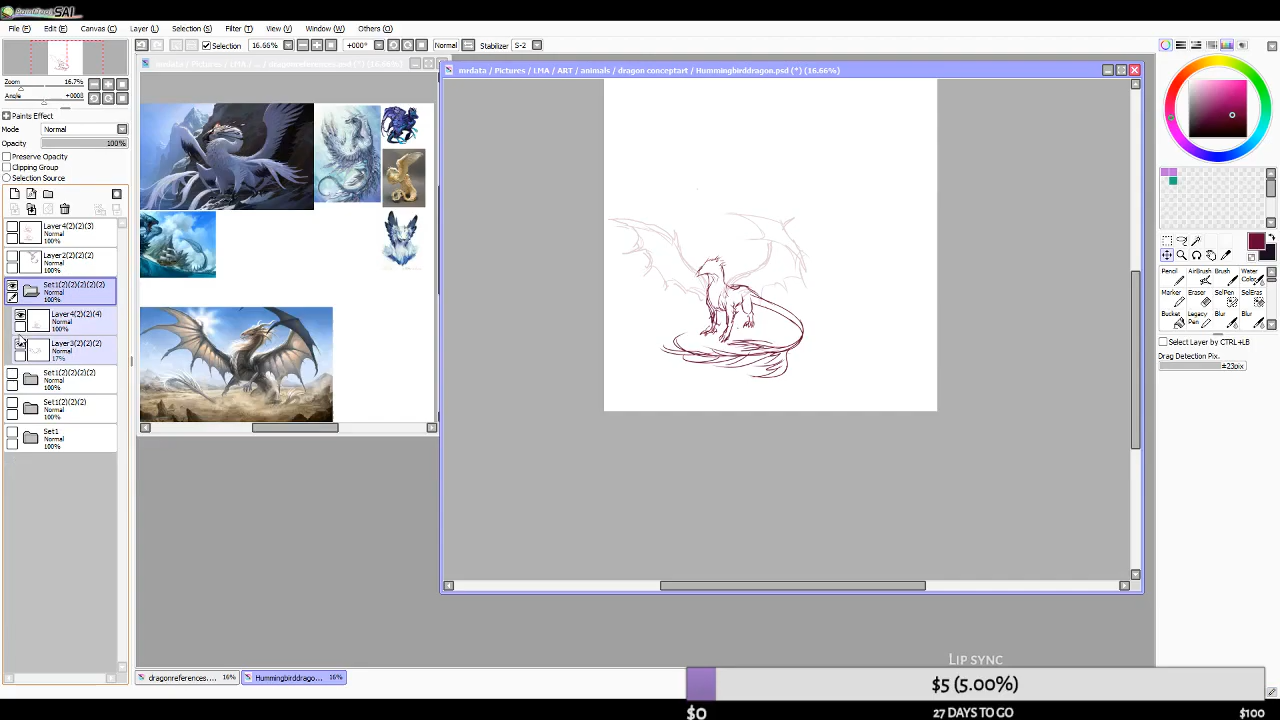 PaintTool SAI
File (F) Edit (E) Canvas (C) Layer (L) Selection (S) Filter (T) View (V) Window (W) Others (O)
Selection 16.66% +000° Normal Stabilizer S-2
mrdata / Pictures / LMA / ART / animals / dragon conceptart / Hummingbirddragon.psd (*) (16.66%)
Zoom 16.7%
Angle +000θ
Paints Effect
Mode Normal
Opacity 100%
Preserve Opacity
Clipping Group
Selection Source
Layer4(2)(2)(3)
Normal
100%
Layer2(2)(2)(2)
Normal
100%
Set1(2)(2)(2)(2)
Normal
100%
Layer4(2)(2)(4)
Normal
100%
Layer3(2)(2)(2)
Normal
17%
Set1(2)(2)(2)(2)
Normal
100%
Set1(2)(2)(2)
Normal
100%
Set1
Normal
100%
Pencil AirBrush Brush Water Color
Marker Eraser SelPen SelEras
Bucket Legacy Pen Blur Blur
Select Layer by CTRL+LB
Drag Detection Pix.
±23pix
dragonreferences.... 16% Hummingbirddrago... 16%
Lip sync
$5 (5.00%)
$0 27 DAYS TO GO $100